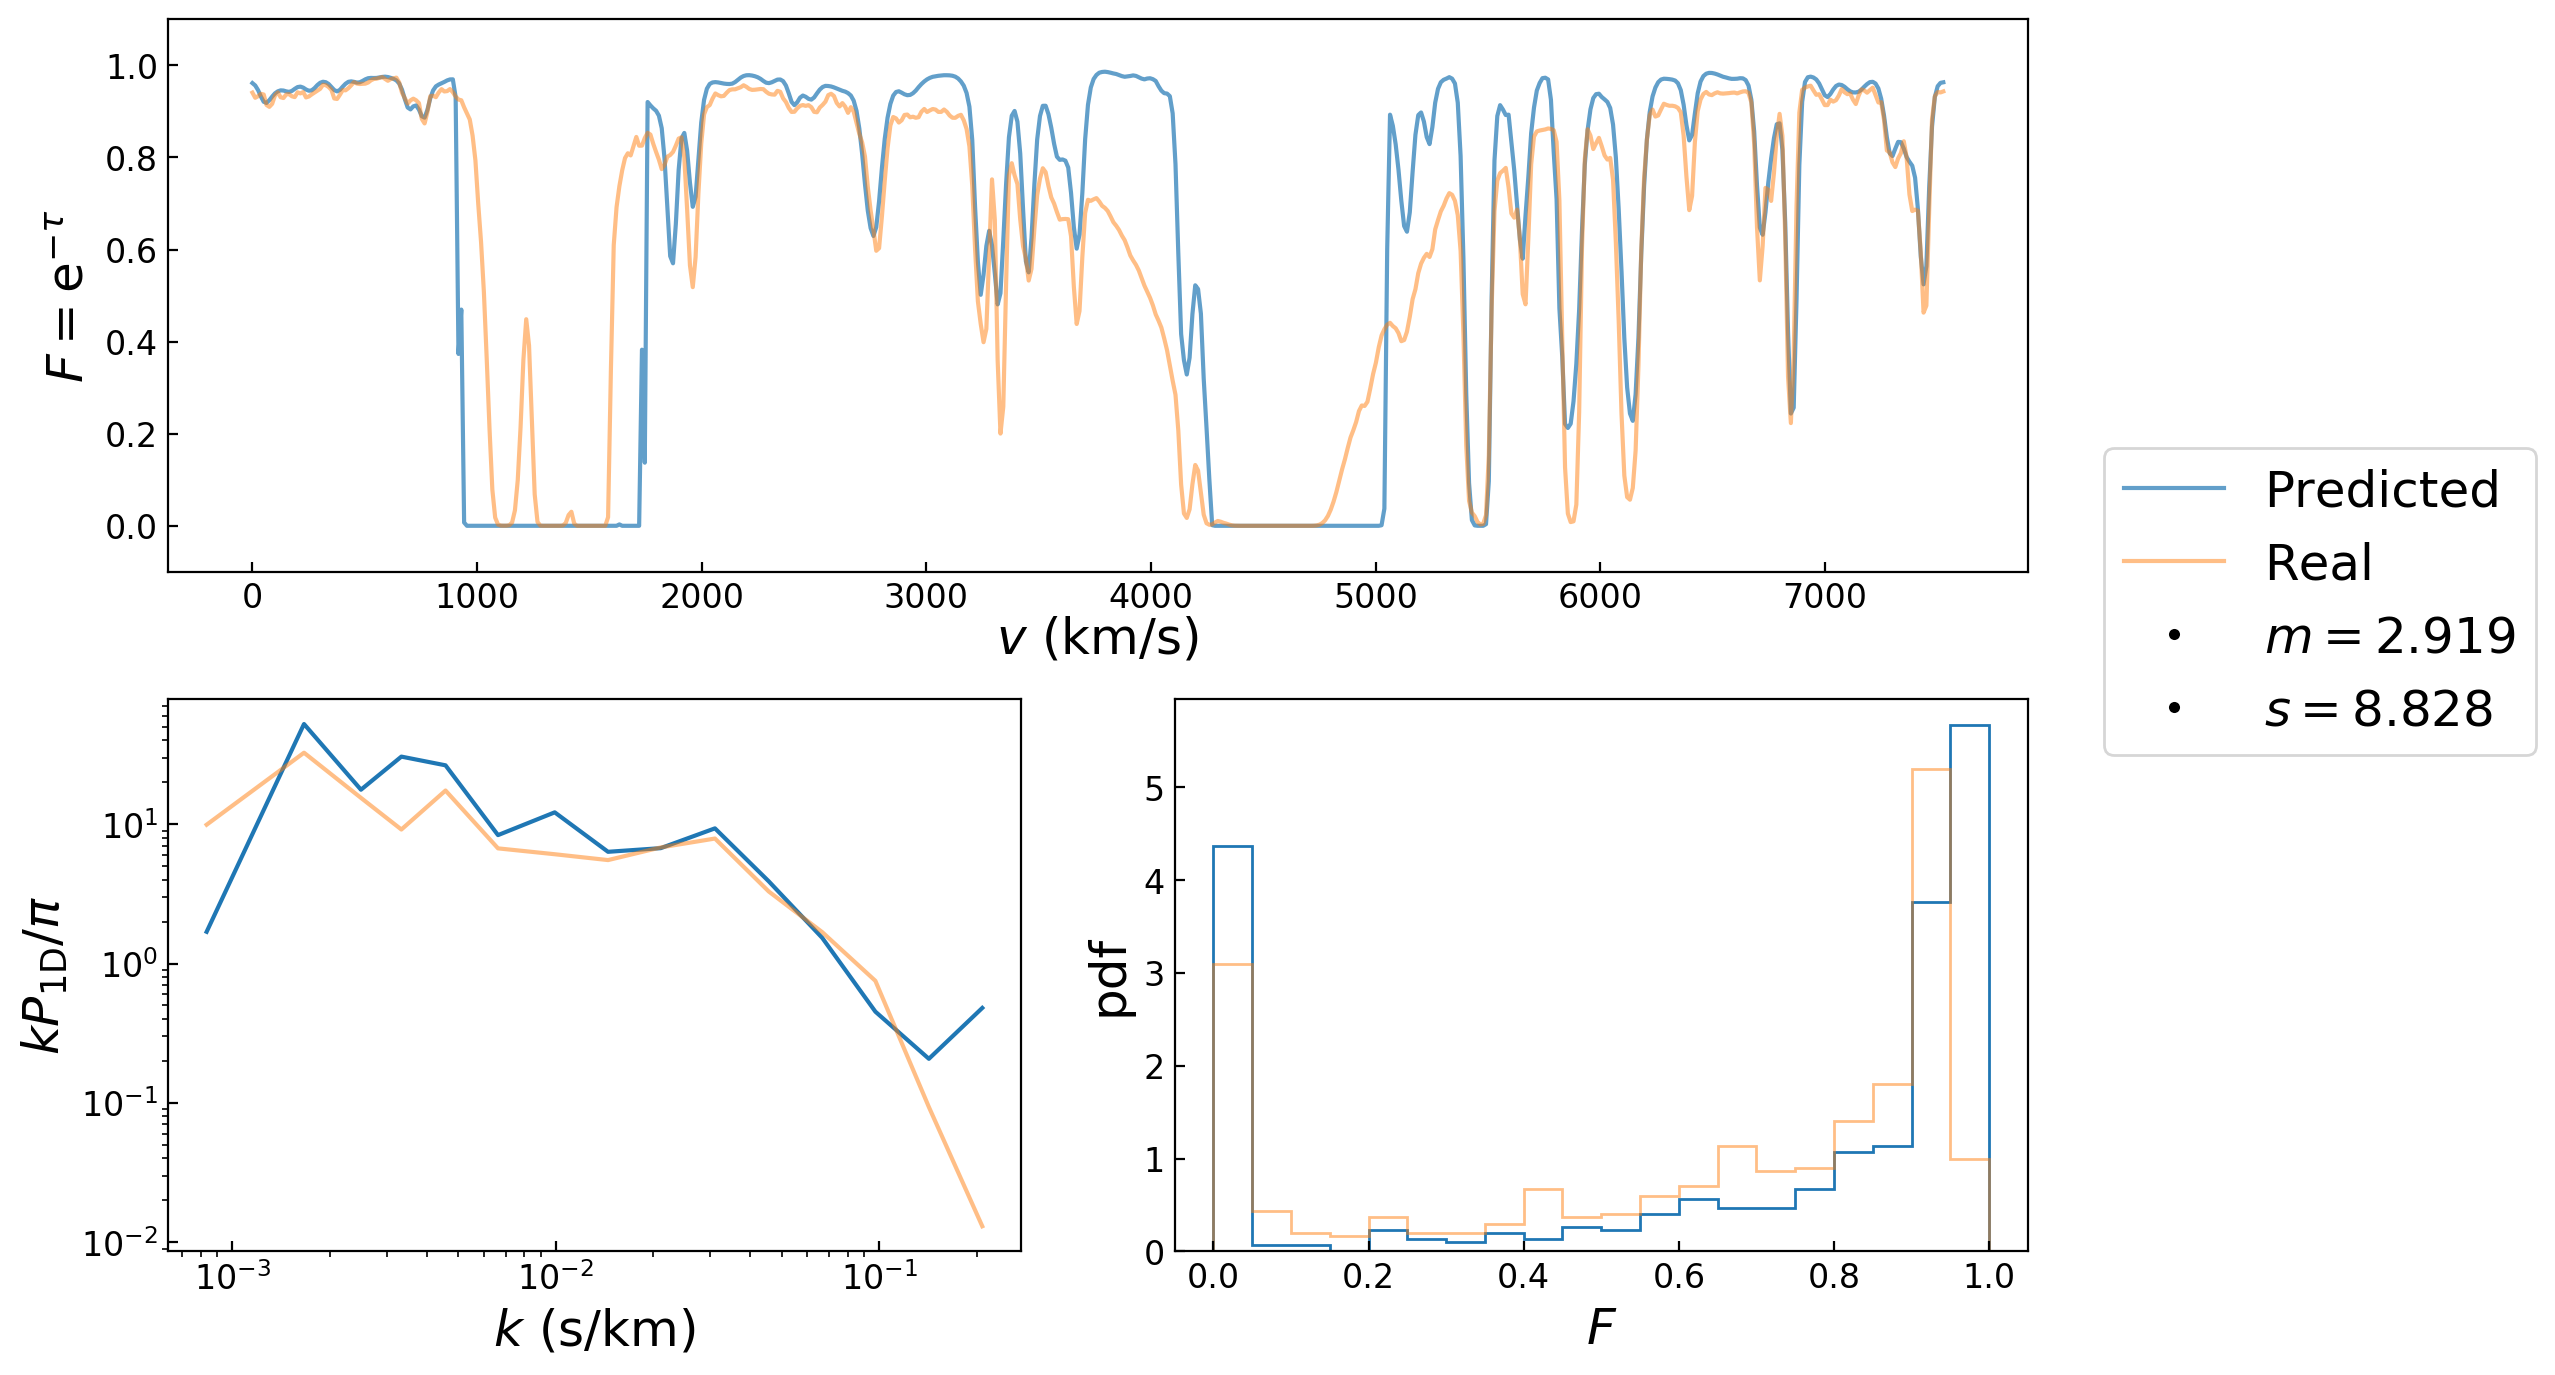 1.0
0.8
0.6
0.4
0.2
0.0
F = e^{−τ}
0 1000 2000 3000 4000 5000 6000 7000
v (km/s)
Predicted
Real
m = 2.919
s = 8.828
10^1
10^0
10^{−1}
10^{−2}
kP_{1D}/π
10^{−3} 10^{−2} 10^{−1}
k (s/km)
5
4
3
2
1
0
pdf
0.0 0.2 0.4 0.6 0.8 1.0
F